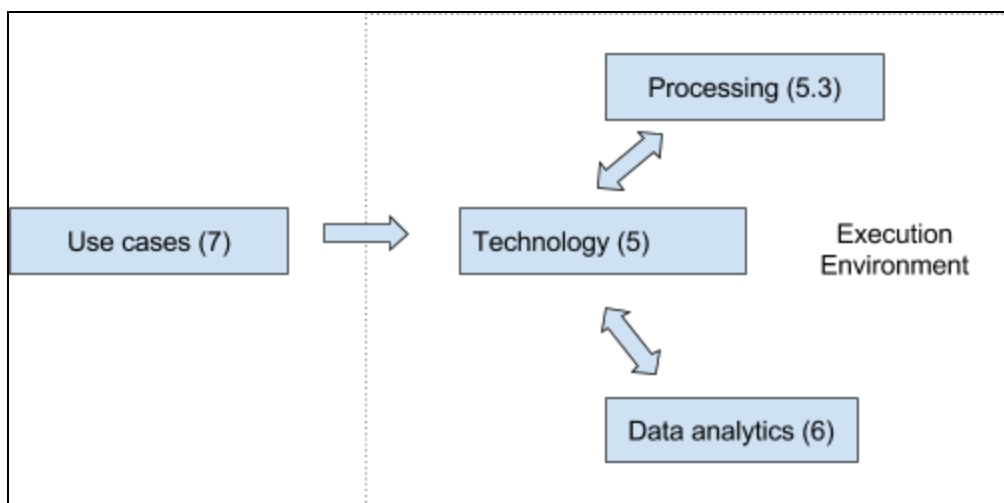 Processing (5.3)
Use cases (7)
Technology (5)
Execution
Environment
Data analytics (6)